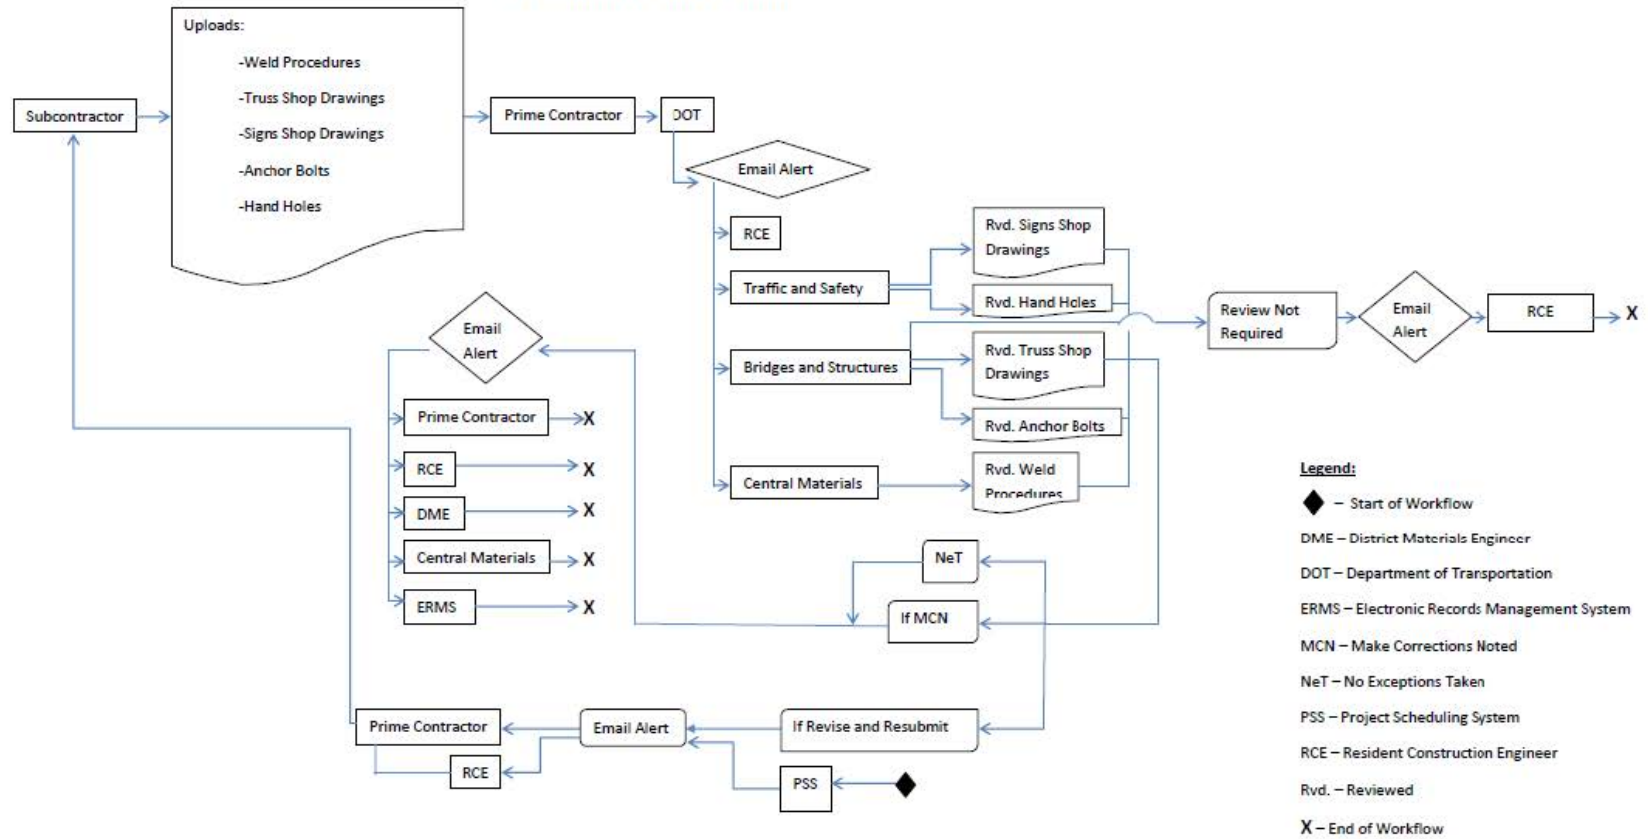 Uploads:
-Weld Procedures
-Truss Shop Drawings
-Signs Shop Drawings
-Anchor Bolts
-Hand Holes
Subcontractor
Prime Contractor
DOT
Email Alert
RCE
Traffic and Safety
Bridges and Structures
Central Materials
Rvd. Signs Shop
Drawings
Rvd. Hand Holes
Rvd. Truss Shop
Drawings
Rvd. Anchor Bolts
Rvd. Weld
Procedures
Review Not
Required
Email
Alert
RCE
X
Email
Alert
Prime Contractor
X
RCE
X
DME
X
Central Materials
X
ERMS
X
NeT
If MCN
If Revise and Resubmit
Email Alert
Prime Contractor
RCE
PSS
Legend:
– Start of Workflow
DME – District Materials Engineer
DOT – Department of Transportation
ERMS – Electronic Records Management System
MCN – Make Corrections Noted
NeT – No Exceptions Taken
PSS – Project Scheduling System
RCE – Resident Construction Engineer
Rvd. – Reviewed
X – End of Workflow